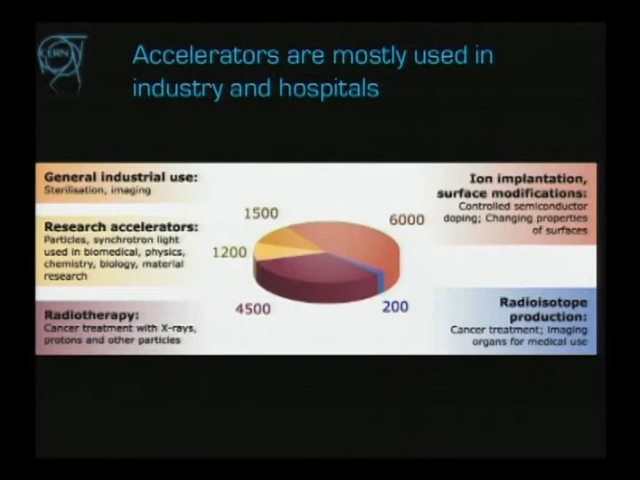 CERN
Accelerators are mostly used in
industry and hospitals
General industrial use:
Sterilisation, imaging
Research accelerators:
Particles, synchrotron light
used in biomedical, physics,
chemistry, biology, material
research
Radiotherapy:
Cancer treatment with X-rays,
protons and other particles
1500
6000
1200
4500
200
Ion implantation,
surface modifications:
Controlled semiconductor
doping; Changing properties
of surfaces
Radioisotope
production:
Cancer treatment; Imaging
organs for medical use